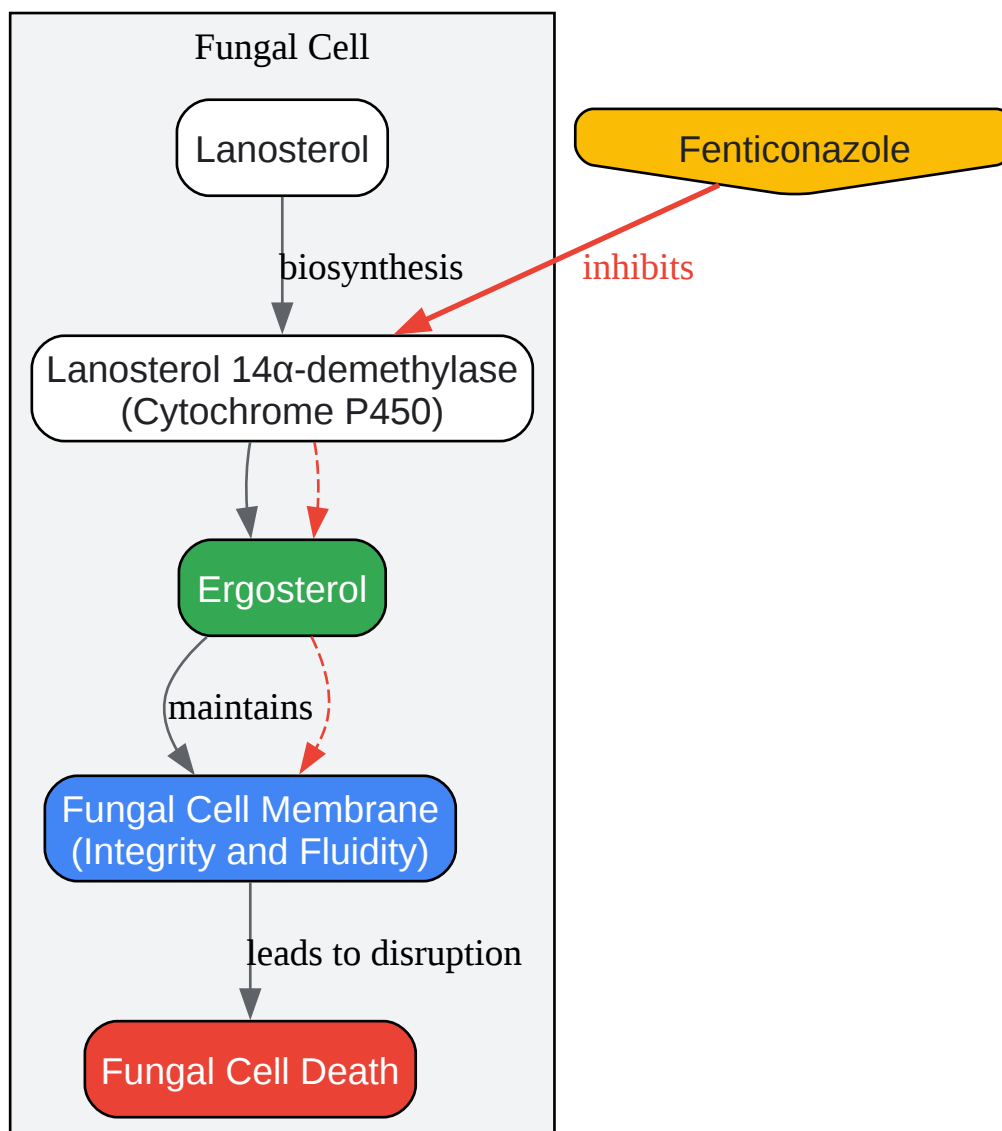 Fungal Cell
Lanosterol
Fenticonazole
biosynthesis
inhibits
Lanosterol 14α-demethylase
(Cytochrome P450)
Ergosterol
maintains
Fungal Cell Membrane
(Integrity and Fluidity)
leads to disruption
Fungal Cell Death